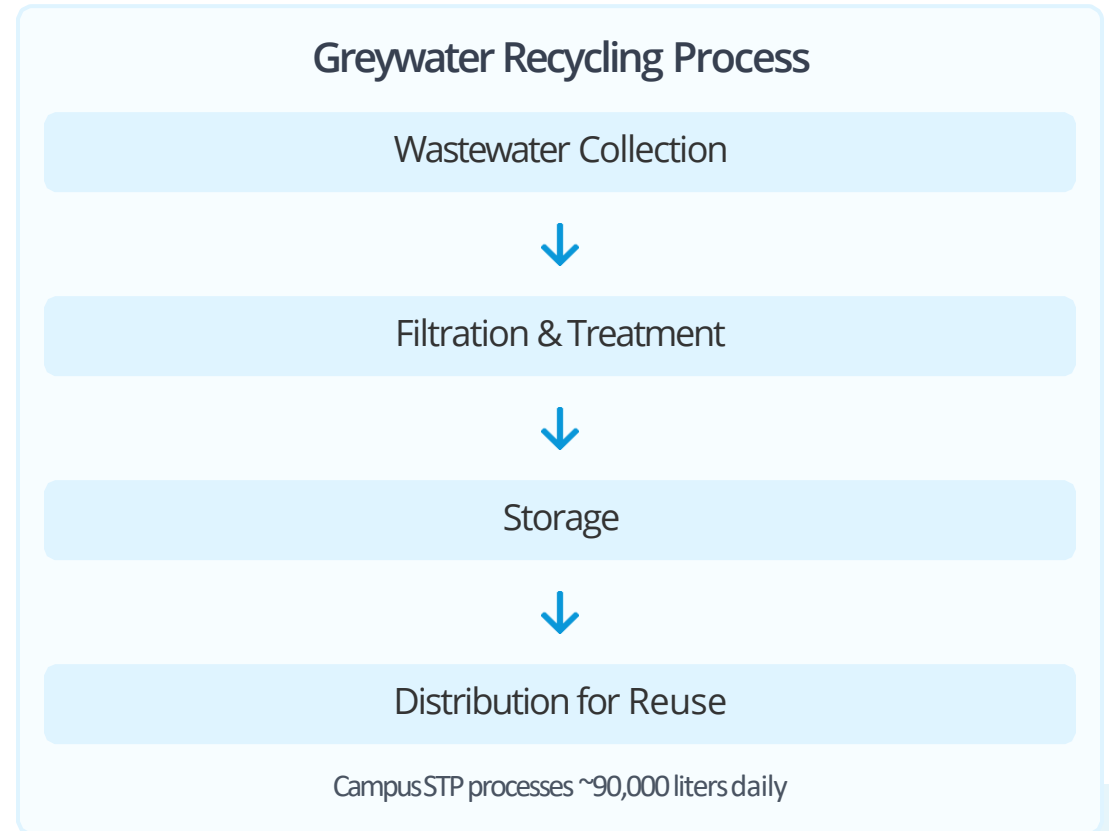 Greywater Recycling Process
Wastewater Collection
Filtration & Treatment
Storage
Distribution for Reuse
Campus STP processes ~90,000 liters daily